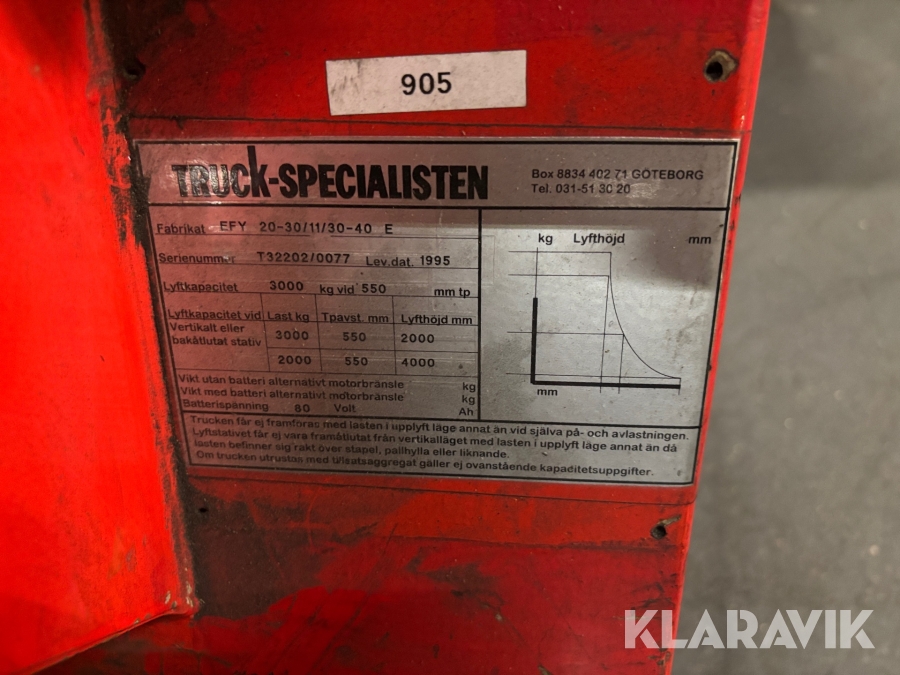 905
TRUCK-SPECIALISTEN
Box 8834 402 71 GÖTEBORG
Tel. 031-51 30 20
Fabrikat EFY 20-30/11/30-40 E
Serienummer T32202/0077 Lev.dat. 1995
Lyftkapacitet 3000 kg vid 550 mm tp
Lyftkapacitet vid Last kg Tpavst. mm Lyfthöjd mm
Vertikalt eller
bakåtlutat stativ
3000 550 2000
2000 550 4000
Vikt utan batteri alternativt motorbränsle kg
Vikt med batteri alternativt motorbränsle kg
Batterispänning 80 Volt Ah
kg Lyfthöjd mm
mm
Trucken får ej framföras med lasten i upplyft läge annat än vid själva på- och avlastningen.
Lyftstativet får ej vara framåtlutat från vertikalläget med lasten i upplyft läge annat än då
lasten befinner sig rakt över stapel, pallhylla eller liknande.
Om trucken utrustas med tillsatsaggregat gäller ej ovanstående kapacitetsuppgifter.
KLARAVIK